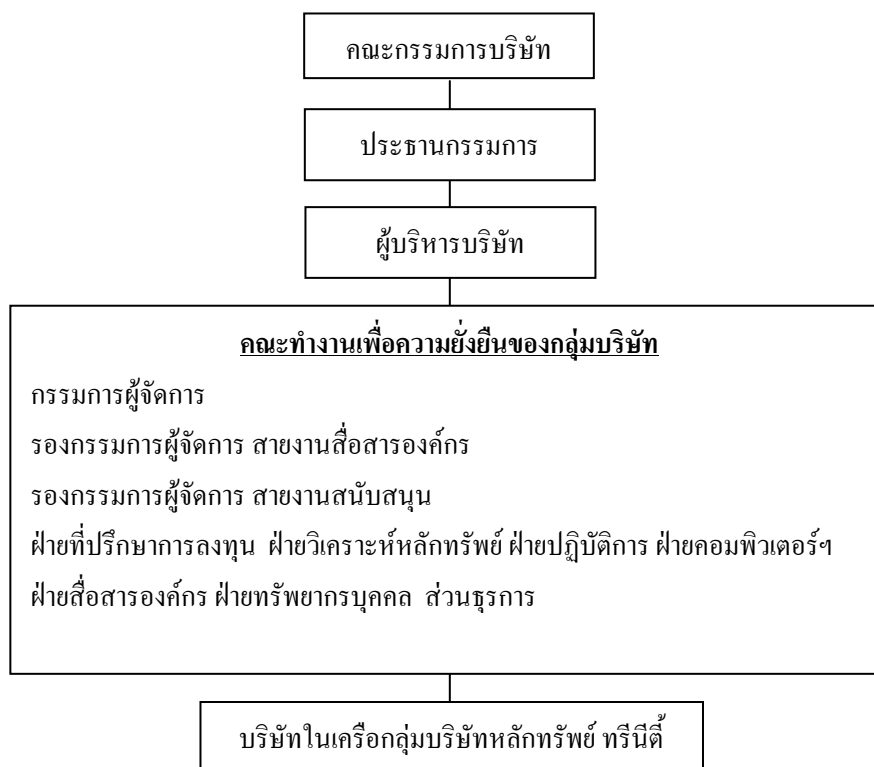 คณะกรรมการบริษัท
ประธานกรรมการ
ผู้บริหารบริษัท
คณะทำงานเพื่อความยั่งยืนของกลุ่มบริษัท
กรรมการผู้จัดการ
รองกรรมการผู้จัดการ สายงานสื่อสารองค์กร
รองกรรมการผู้จัดการ สายงานสนับสนุน
ฝ่ายที่ปรึกษาการลงทุน ฝ่ายวิเคราะห์หลักทรัพย์ ฝ่ายปฏิบัติการ ฝ่ายคอมพิวเตอร์ฯ
ฝ่ายสื่อสารองค์กร ฝ่ายทรัพยากรบุคคล ส่วนธุรการ
บริษัทในเครือกลุ่มบริษัทหลักทรัพย์ ทรีนีตี้